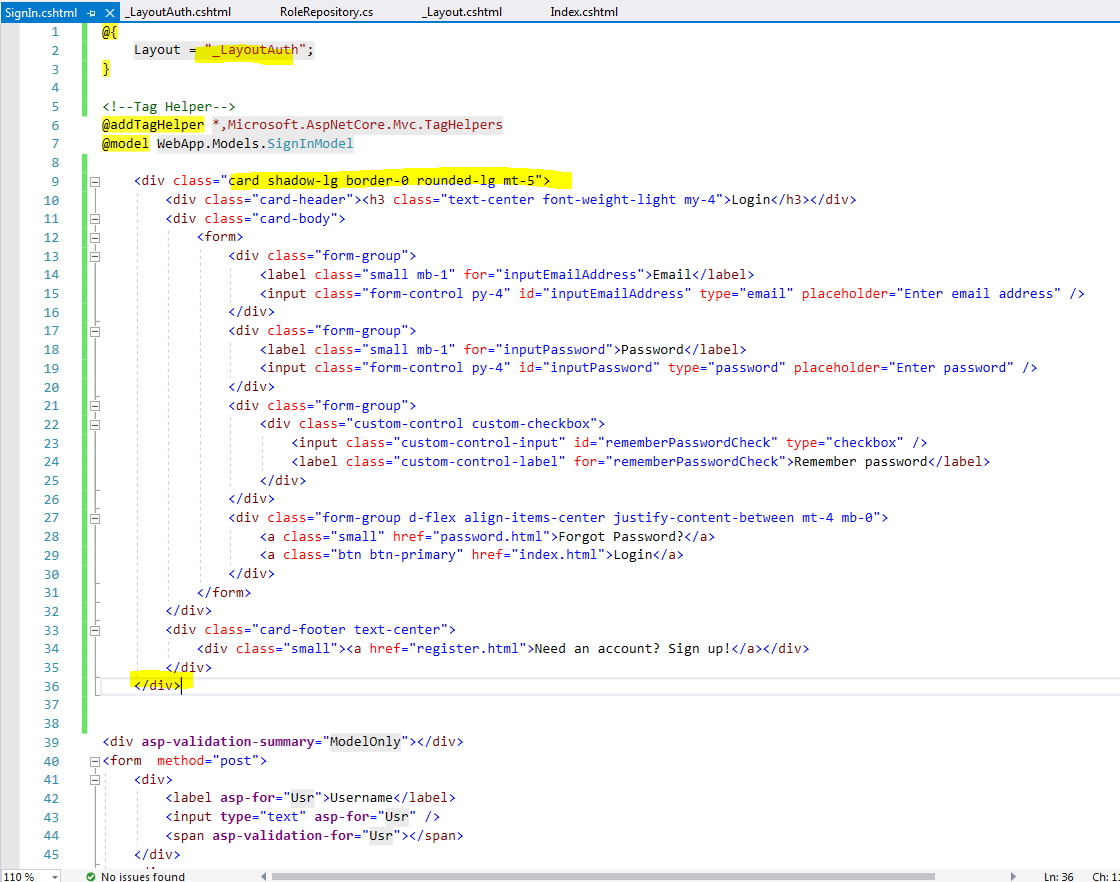 SignIn.cshtml _LayoutAuth.cshtml RoleRepository.cs _Layout.cshtml Index.cshtml
1 @{
2 Layout = "_LayoutAuth";
3 }
4
5 <!--Tag Helper-->
6 @addTagHelper *,Microsoft.AspNetCore.Mvc.TagHelpers
7 @model WebApp.Models.SignInModel
8
9 <div class="card shadow-lg border-0 rounded-lg mt-5">
10 <div class="card-header"><h3 class="text-center font-weight-light my-4">Login</h3></div>
11 <div class="card-body">
12 <form>
13 <div class="form-group">
14 <label class="small mb-1" for="inputEmailAddress">Email</label>
15 <input class="form-control py-4" id="inputEmailAddress" type="email" placeholder="Enter email address" />
16 </div>
17 <div class="form-group">
18 <label class="small mb-1" for="inputPassword">Password</label>
19 <input class="form-control py-4" id="inputPassword" type="password" placeholder="Enter password" />
20 </div>
21 <div class="form-group">
22 <div class="custom-control custom-checkbox">
23 <input class="custom-control-input" id="rememberPasswordCheck" type="checkbox" />
24 <label class="custom-control-label" for="rememberPasswordCheck">Remember password</label>
25 </div>
26 </div>
27 <div class="form-group d-flex align-items-center justify-content-between mt-4 mb-0">
28 <a class="small" href="password.html">Forgot Password?</a>
29 <a class="btn btn-primary" href="index.html">Login</a>
30 </div>
31 </form>
32 </div>
33 <div class="card-footer text-center">
34 <div class="small"><a href="register.html">Need an account? Sign up!</a></div>
35 </div>
36 </div>
37
38
39 <div asp-validation-summary="ModelOnly"></div>
40 <form method="post">
41 <div>
42 <label asp-for="Usr">Username</label>
43 <input type="text" asp-for="Usr" />
44 <span asp-validation-for="Usr"></span>
45 </div>
110 % No issues found Ln: 36 Ch: